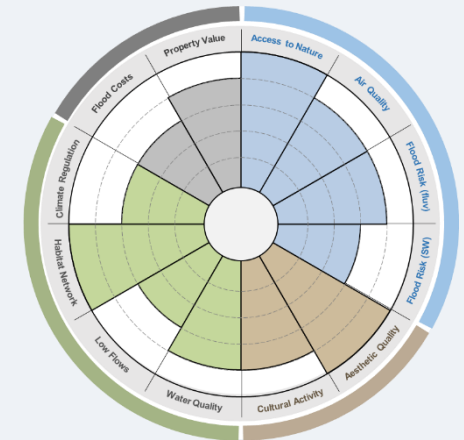 Property Value
Access to Nature
Air Quality
Flood Risk (fluv)
Flood Risk (SW)
Aesthetic Quality
Cultural Activity
Water Quality
Low Flows
Habitat Network
Climate Regulation
Flood Costs